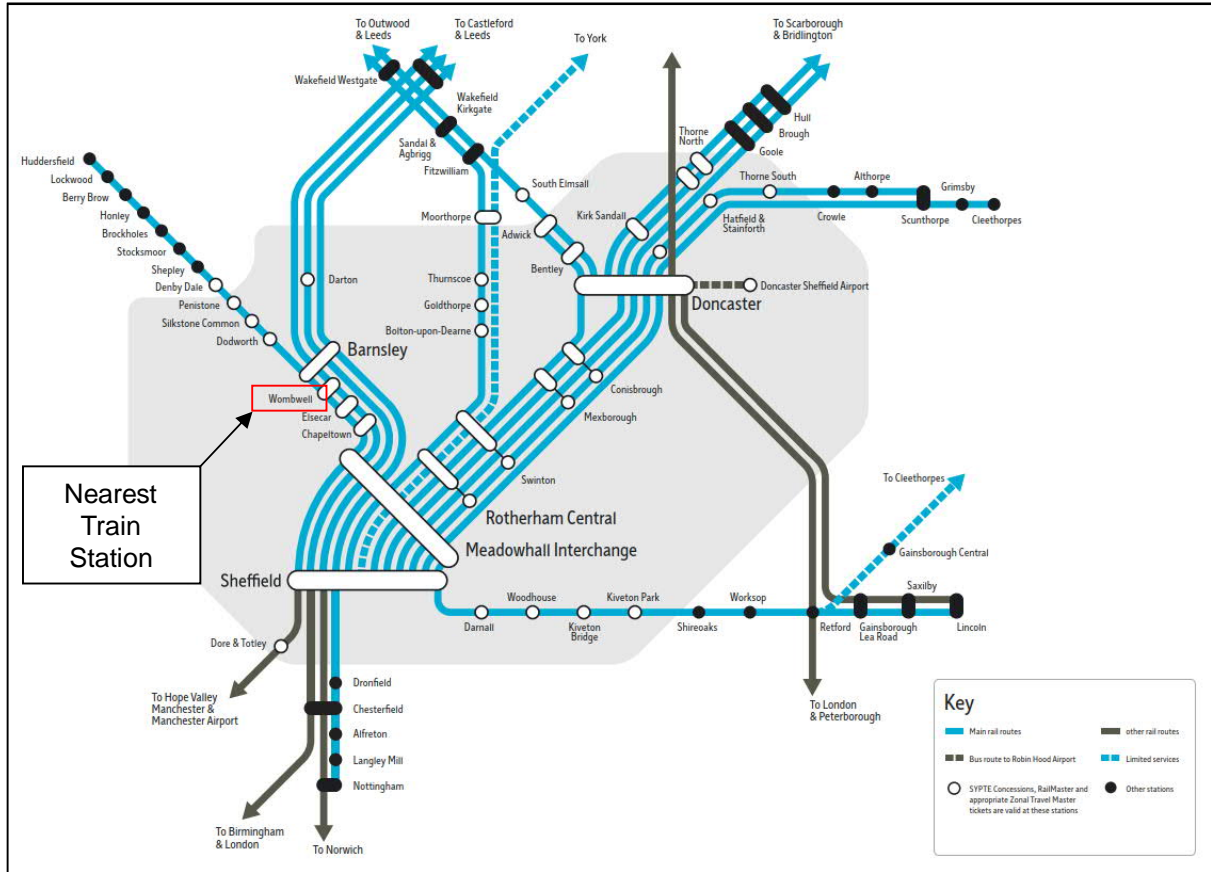 To Outwood
& Leeds
To Castleford
& Leeds
To York
To Scarborough
& Bridlington
Wakefield Westgate
Wakefield
Kirkgate
Sandal &
Agbrigg
Fitzwilliam
South Elmsall
Moorthorpe
Adwick
Bentley
Thurnscoe
Goldthorpe
Bolton-upon-Dearne
Huddersfield
Lockwood
Berry Brow
Honley
Brockholes
Stocksmoor
Shepley
Denby Dale
Penistone
Silkstone Common
Dodworth
Darton
Barnsley
Wombwell
Elsecar
Chapeltown
Nearest
Train
Station
Thorne
North
Hull
Brough
Goole
Kirk Sandall
Thorne South
Althorpe
Grimsby
Hatfield &
Stainforth
Crowle
Scunthorpe
Cleethorpes
Doncaster
Doncaster Sheffield Airport
Conisbrough
Mexborough
Swinton
Rotherham Central
Meadowhall Interchange
Sheffield
To Cleethorpes
Gainsborough Central
Saxilby
Darnall
Woodhouse
Kiveton
Bridge
Kiveton Park
Shireoaks
Worksop
Retford
Gainsborough
Lea Road
Lincoln
Dore & Totley
To Hope Valley
Manchester &
Manchester Airport
Dronfield
Chesterfield
Alfreton
Langley Mill
Nottingham
To Birmingham
& London
To Norwich
To London
& Peterborough
Key
Main rail routes
other rail routes
Bus route to Robin Hood Airport
Limited services
SYPTE Concessions, RailMaster and
appropriate Zonal Travel Master
tickets are valid at these stations
Other stations